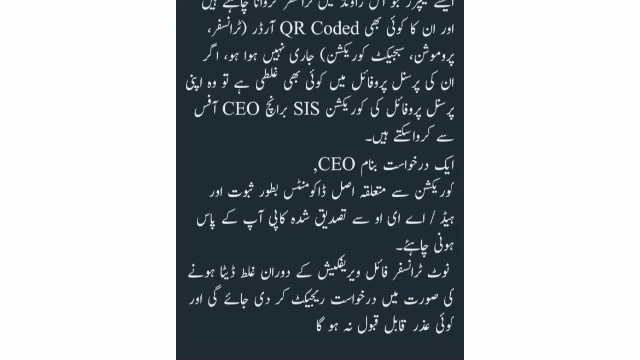 ایسے ٹیچرز جو اس راؤنڈ میں ٹرانسفر کروانا چاہتے ہیں
اور ان کا کوئی بھی QR Coded آرڈر (ٹرانسفر،
پروموشن، سبجیکٹ کوریکشن) جاری نہیں ہوا ہو، اگر
ان کی پرسنل پروفائل میں کوئی بھی غلطی ہے تو وہ اپنی
پرسنل پروفائل کی کوریکشن SIS برانچ CEO آفس
سے کرواسکتے ہیں۔
ایک درخواست بنام CEO,
کوریکشن سے متعلقہ اصل ڈاکومنٹس بطور ثبوت اور
ہیڈ / اے ای او سے تصدیق شدہ کاپی آپ کے پاس
ہونی چاہئے۔
نوٹ ٹرانسفر فائل ویریفکیشن کے دوران غلط ڈیٹا ہونے
کی صورت میں درخواست ریجیکٹ کر دی جائے گی اور
کوئی عذر قابل قبول نہ ہو گا